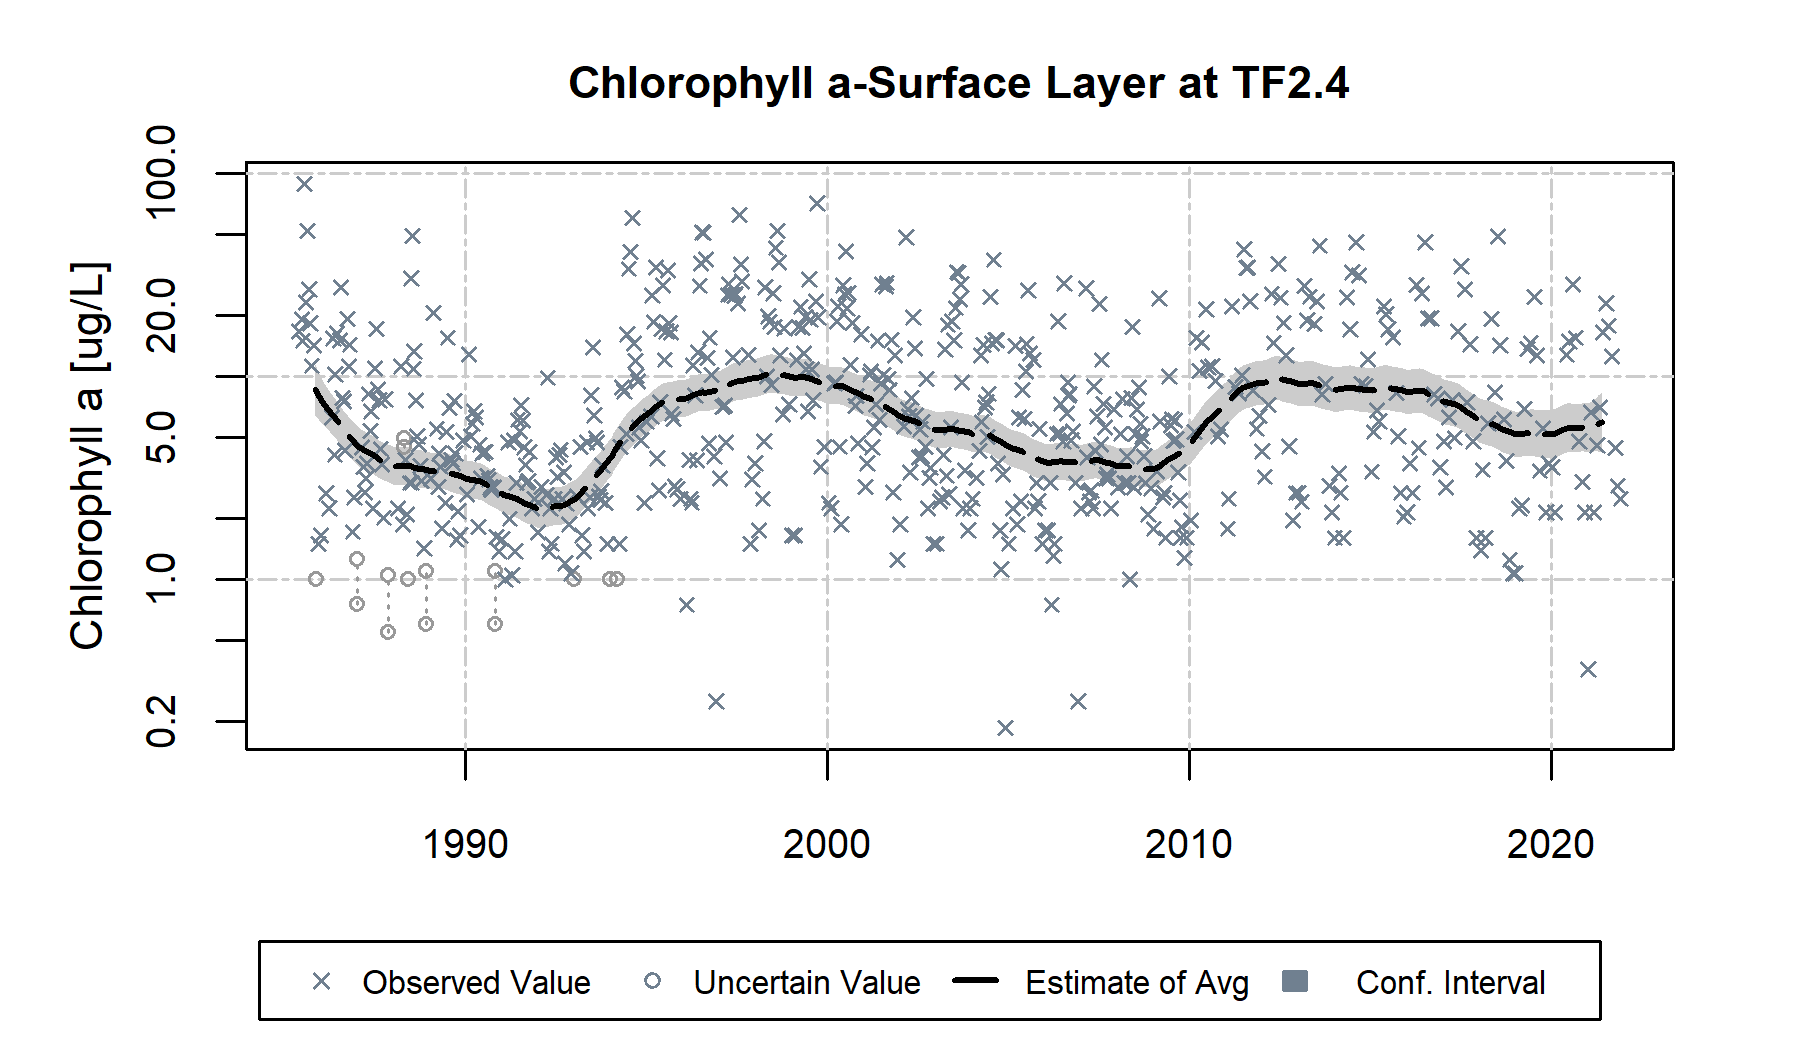 Chlorophyll a-Surface Layer at TF2.4
Chlorophyll a [ug/L]
100.0
20.0
5.0
1.0
0.2
1990 2000 2010 2020
Observed Value Uncertain Value Estimate of Avg Conf. Interval